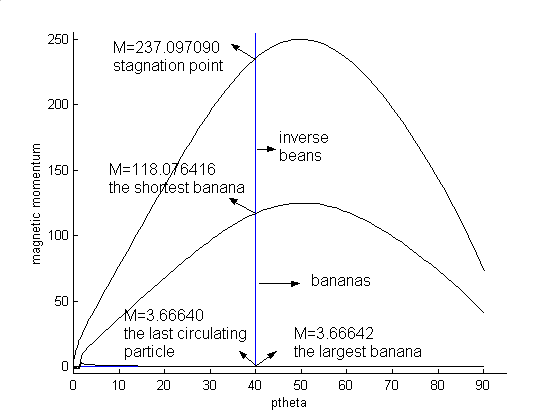 250
M=237.097090
stagnation point
200
inverse
beans
150
M=118.076416
the shortest banana
magnetic momentum
100
bananas
50
M=3.66640
the last circulating
particle
M=3.66642
the largest banana
0
0 10 20 30 40 50 60 70 80 90
ptheta